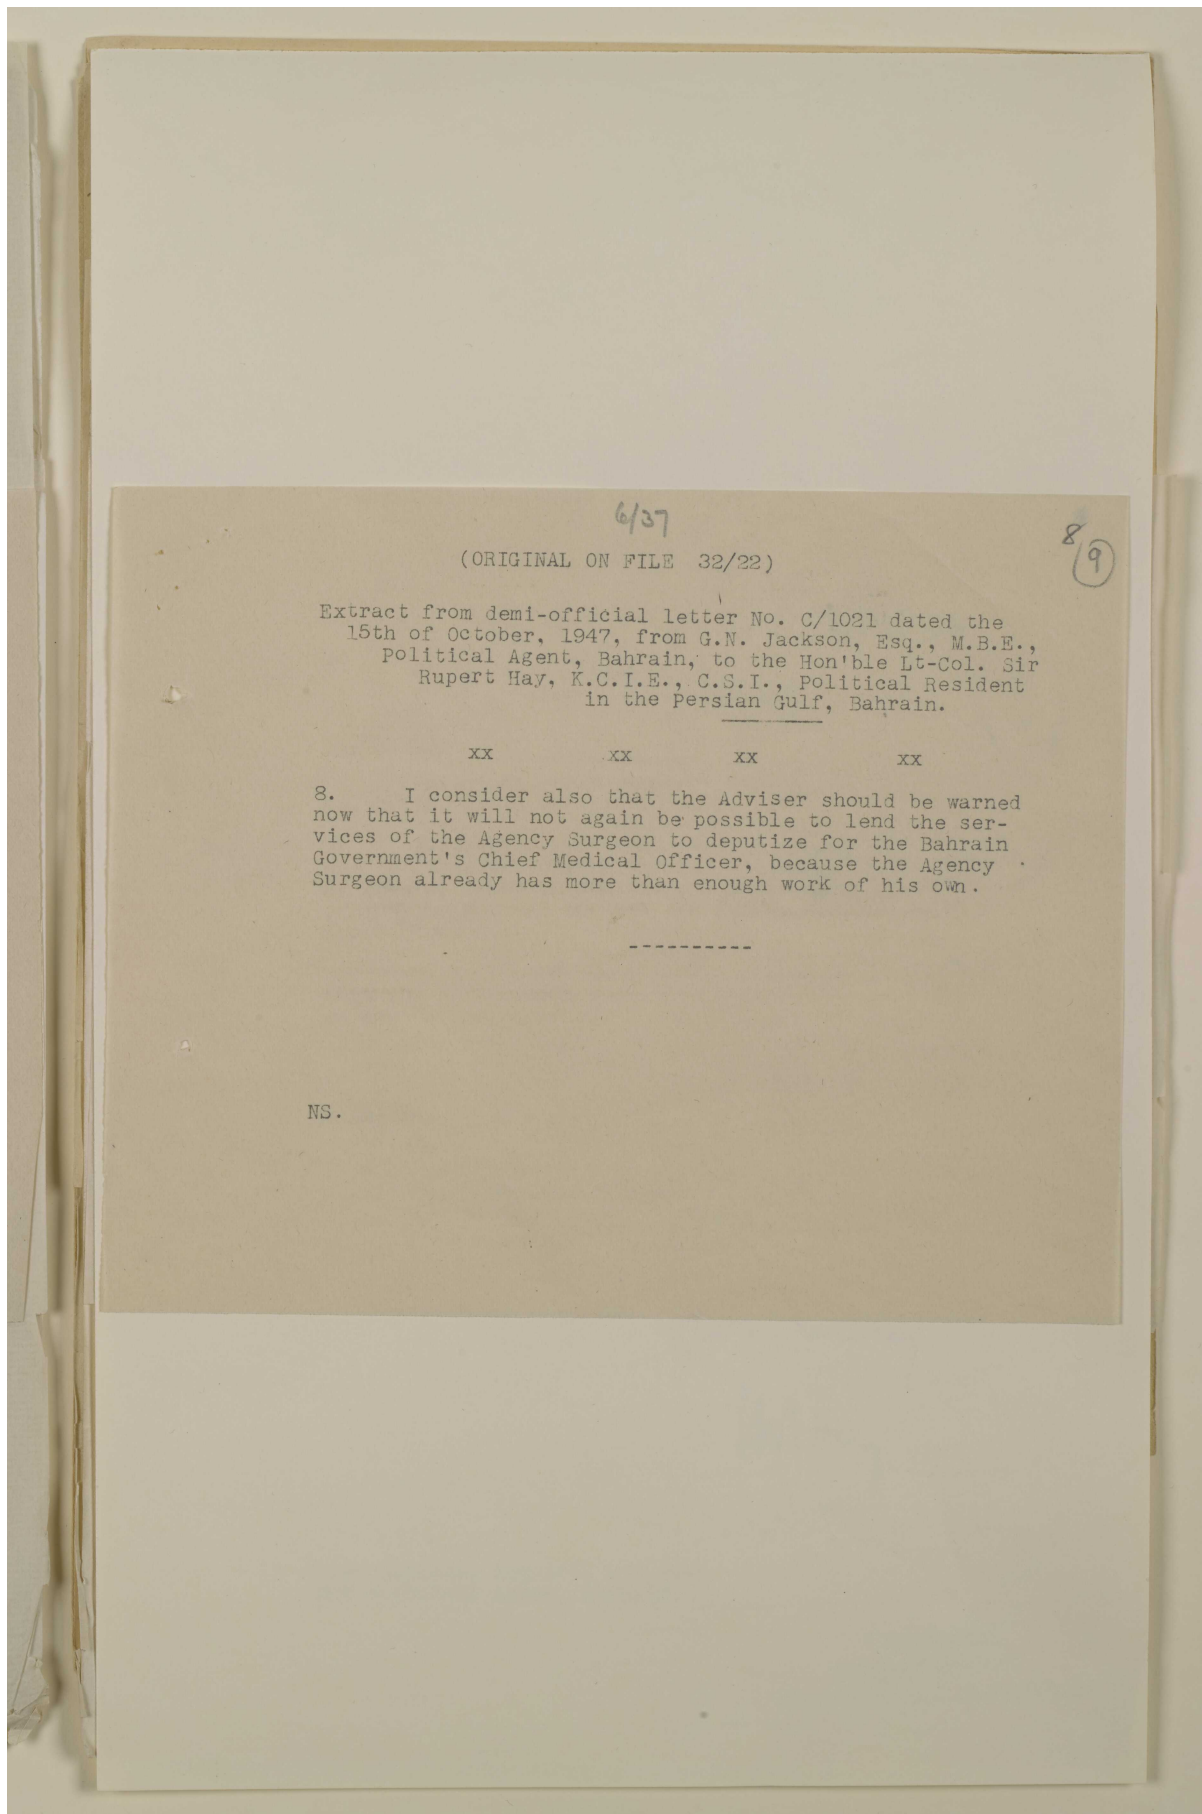 6/37
8
9
(ORIGINAL ON FILE 32/22)
Extract from demi-official letter No. C/1021 dated the
15th of October, 1947, from G.N. Jackson, Esq., M.B.E.,
Political Agent, Bahrain, to the Hon'ble Lt-Col. Sir
Rupert Hay, K.C.I.E., C.S.I., Political Resident
in the Persian Gulf, Bahrain.
xx xx xx xx
8. I consider also that the Adviser should be warned
now that it will not again be possible to lend the ser-
vices of the Agency Surgeon to deputize for the Bahrain
Government's Chief Medical Officer, because the Agency
Surgeon already has more than enough work of his own.
----------
NS.